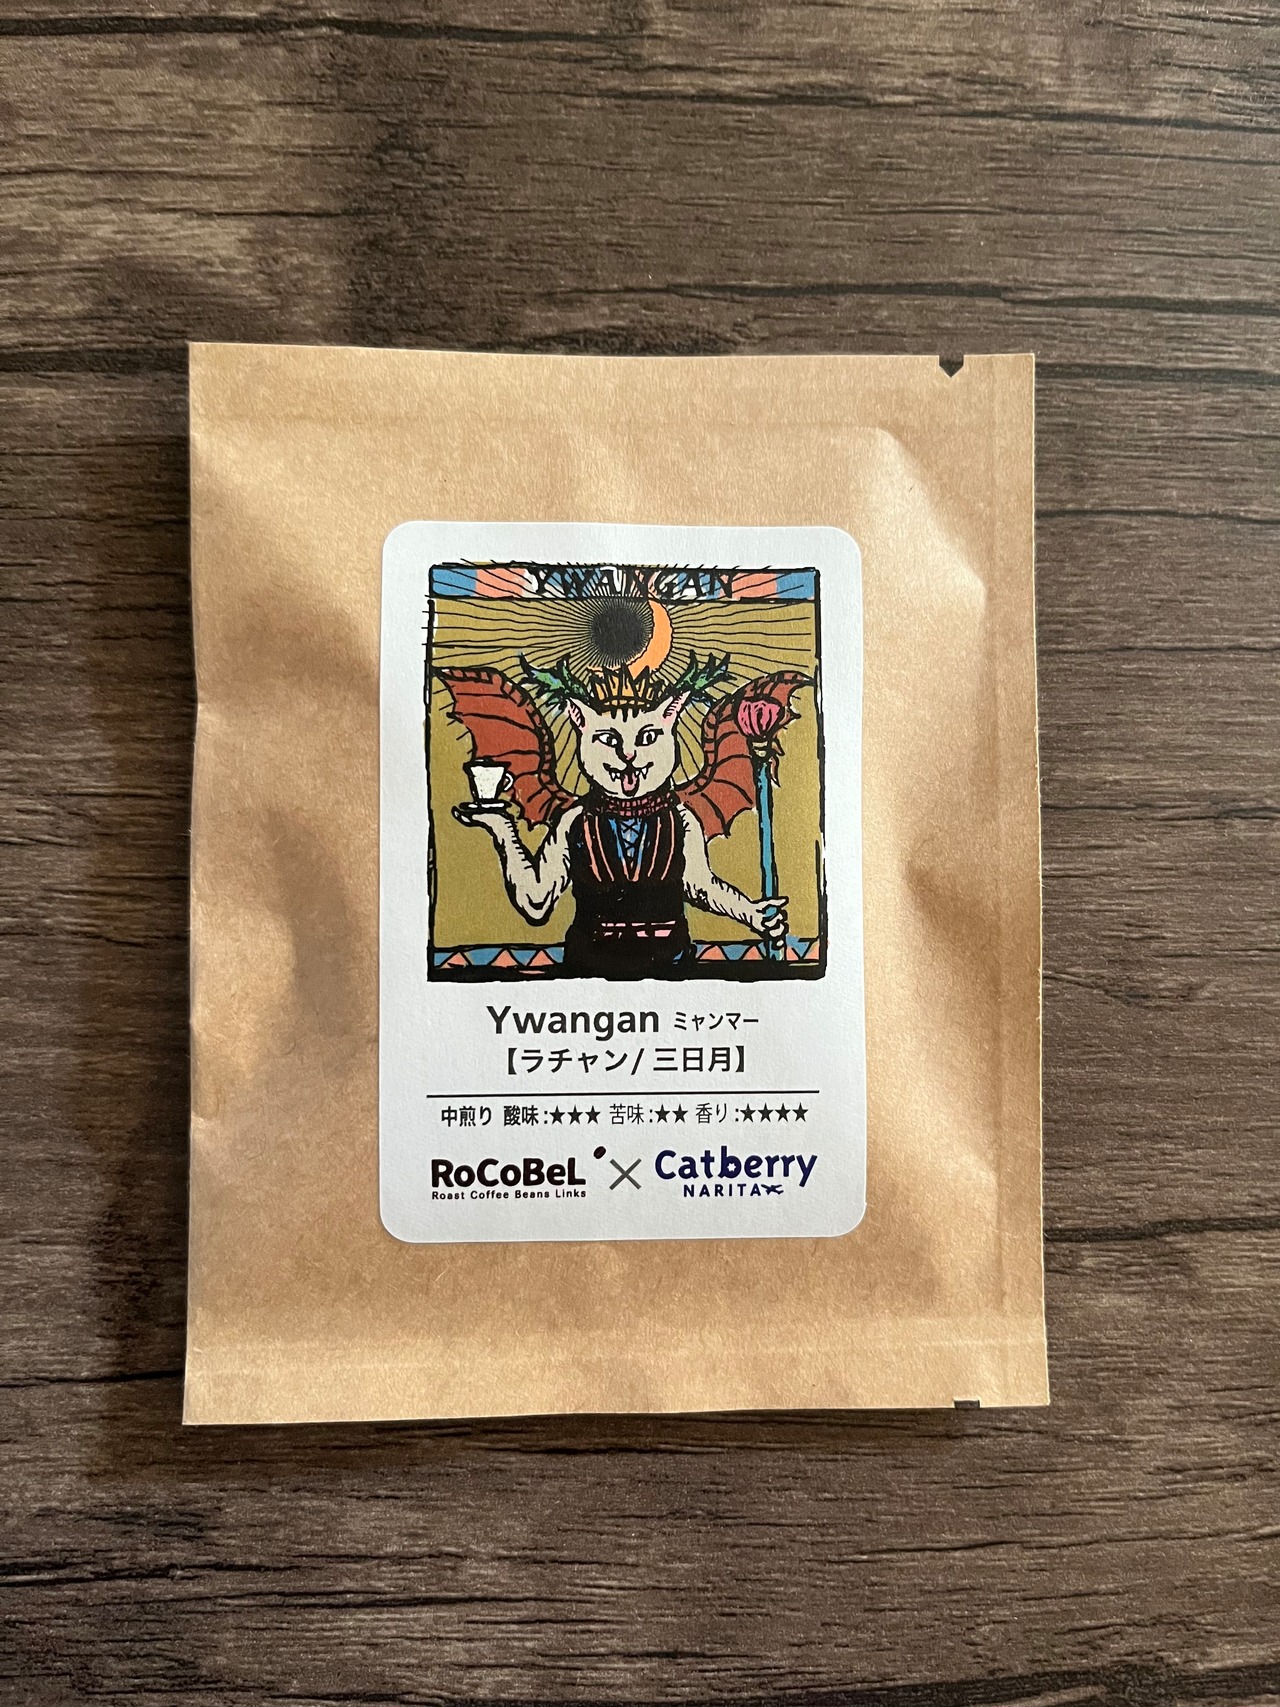 YWANGAN
Ywangan ミャンマー
【ラチャン/ 三日月】
中煎り 酸味:★★★ 苦味:★★ 香り:★★★★
RoCoBeL × Catberry
Roast Coffee Beans Links NARITA